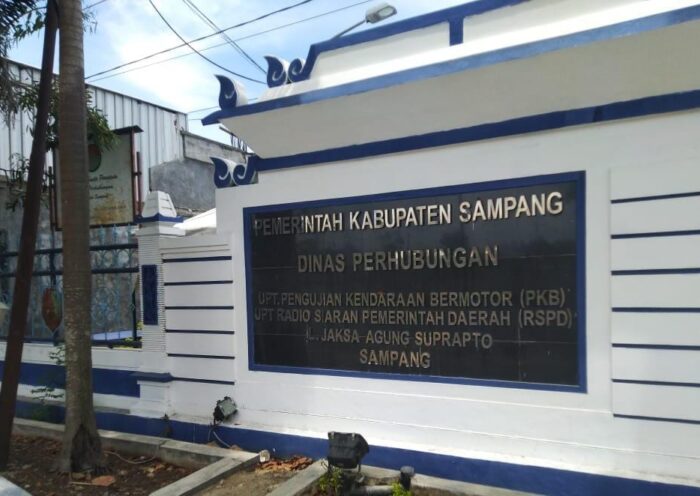 PEMERINTAH KABUPATEN SAMPANG
DINAS PERHUBUNGAN
UPT. PENGUJIAN KENDARAAN BERMOTOR (PKB)
UPT RADIO SIARAN PEMERINTAH DAERAH (RSPD)
JL. JAKSA AGUNG SUPRAPTO
SAMPANG